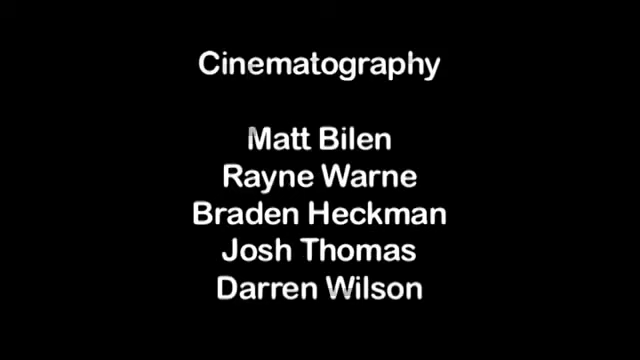 Cinematography
Matt Bilen
Rayne Warne
Braden Heckman
Josh Thomas
Darren Wilson